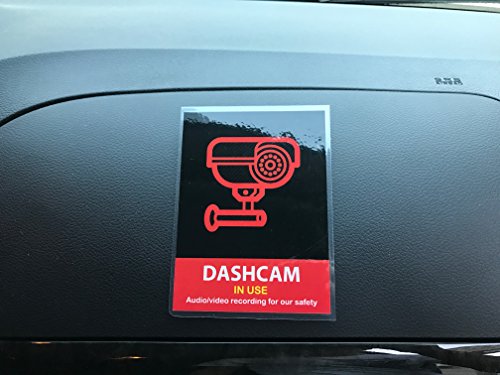 DASHCAM
IN USE
Audio/video recording for our safety